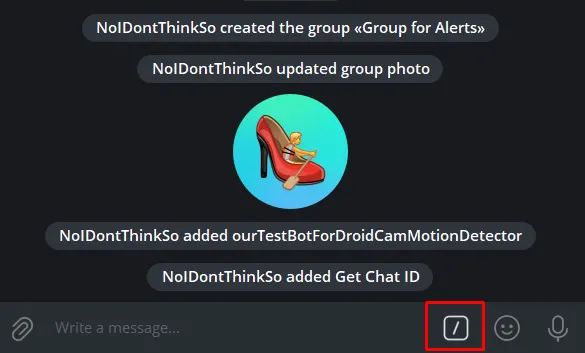 NoIDontThinkSo created the group «Group for Alerts»
NoIDontThinkSo updated group photo
NoIDontThinkSo added ourTestBotForDroidCamMotionDetector
NoIDontThinkSo added Get Chat ID
Write a message...
/